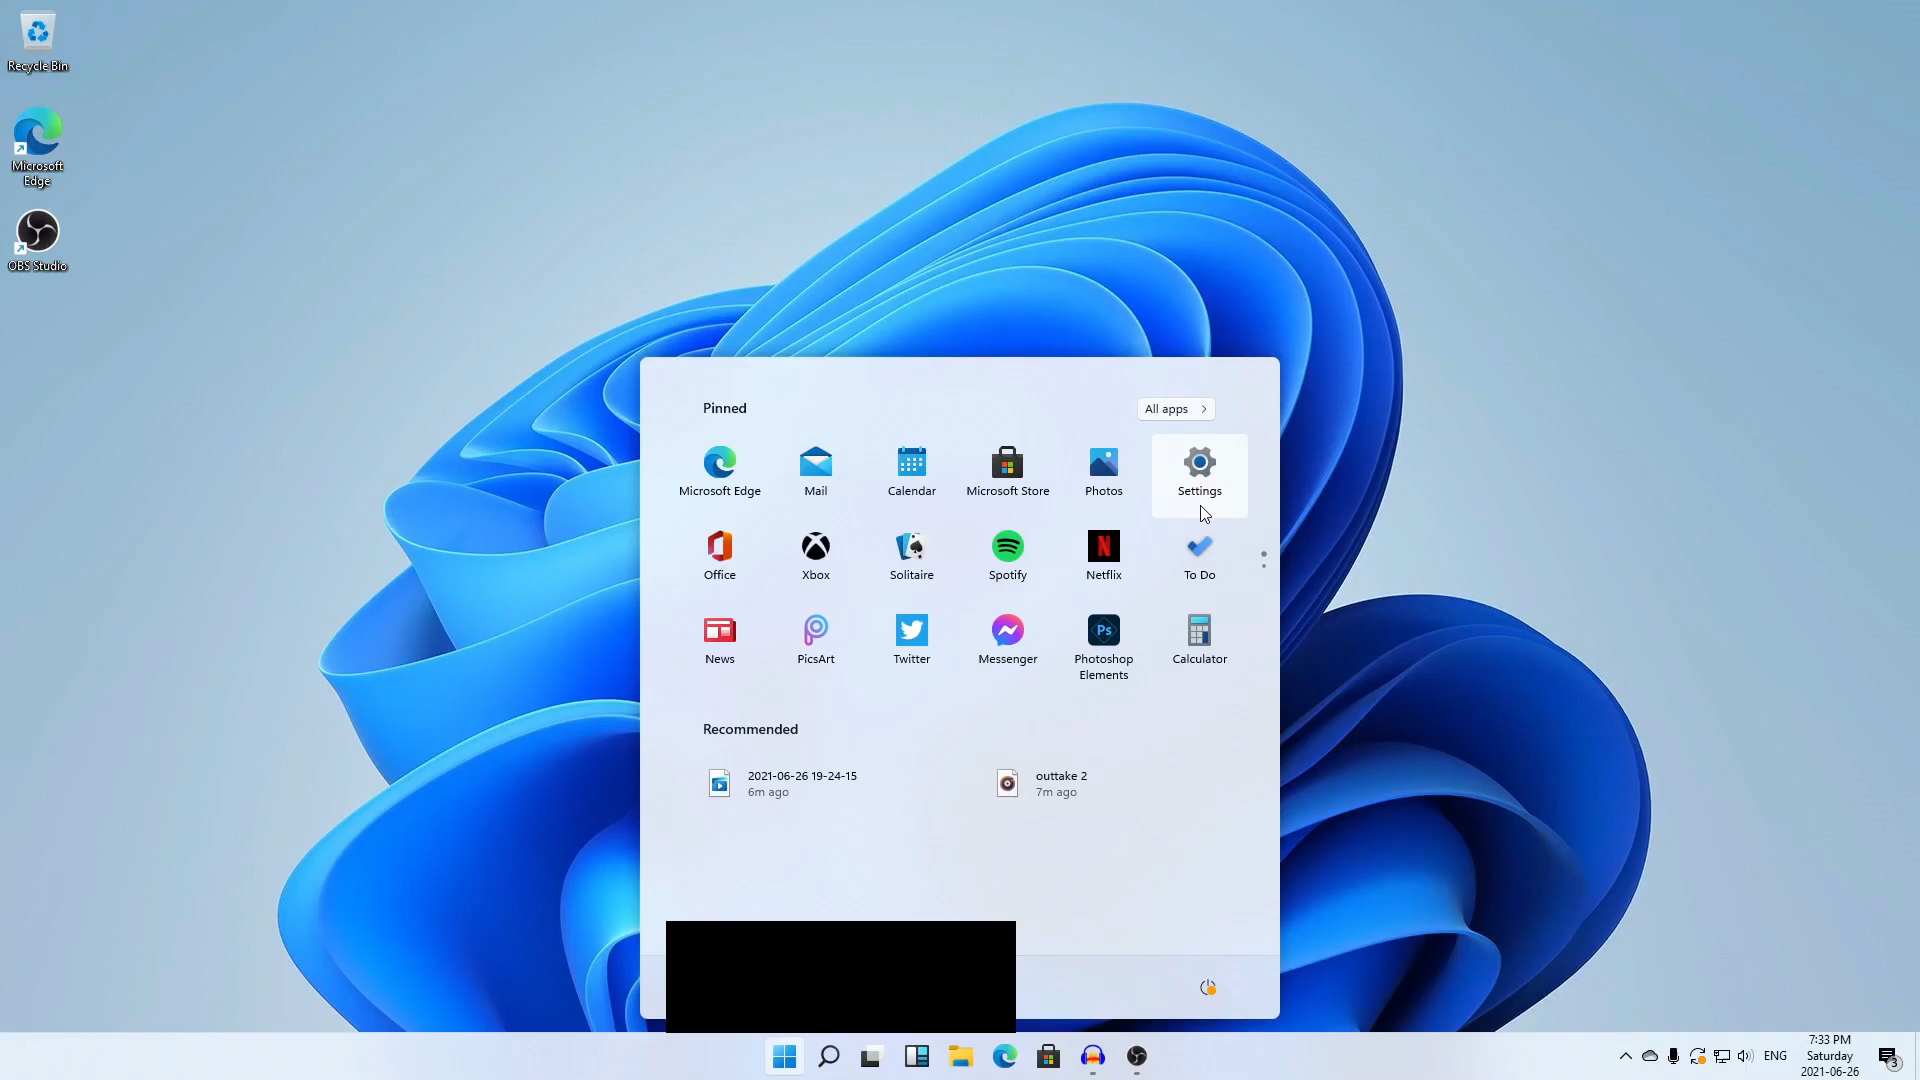 Recycle Bin
Microsoft
Edge
OBS Studio
Pinned
All apps
Microsoft Edge
Mail
Calendar
Microsoft Store
Photos
Settings
Office
Xbox
Solitaire
Spotify
N
Netflix
To Do
News
PicsArt
Twitter
Messenger
Ps
Photoshop
Elements
Calculator
Recommended
2021-06-26 19-24-15
6m ago
outtake 2
7m ago
ENG
7:33 PM
Saturday
2021-06-26
3